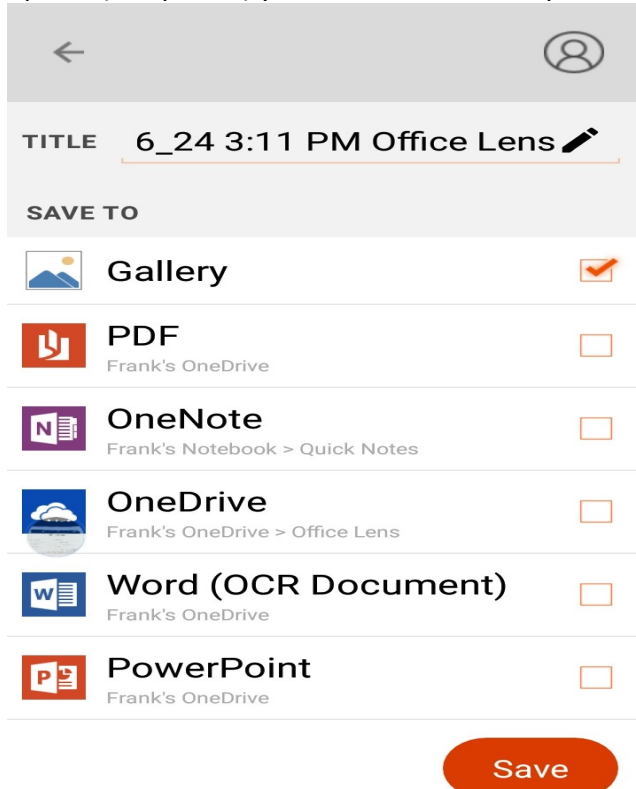 TITLE 6_24 3:11 PM Office Lens
SAVE TO
Gallery
PDF
Frank's OneDrive
N
OneNote
Frank's Notebook > Quick Notes
OneDrive
Frank's OneDrive > Office Lens
W
Word (OCR Document)
Frank's OneDrive
P
PowerPoint
Frank's OneDrive
Save